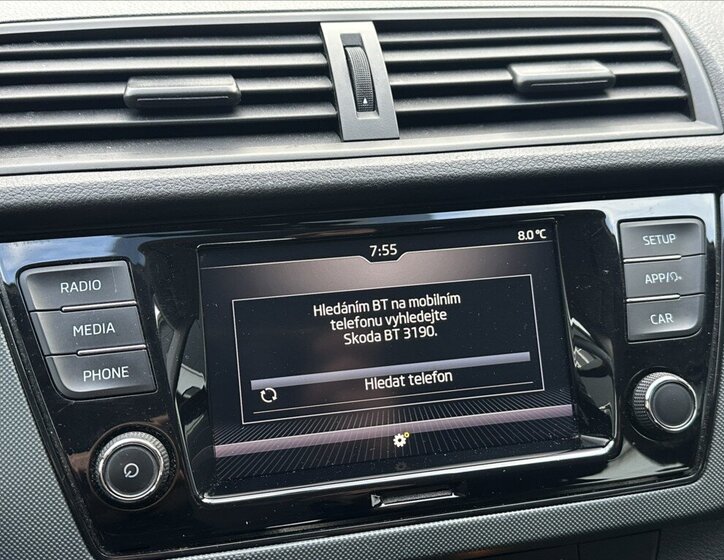 7:55
8.0 °C
RADIO
MEDIA
PHONE
Hledáním BT na mobilním
telefonu vyhledejte
Skoda BT 3190.
Hledat telefon
SETUP
APP/
CAR